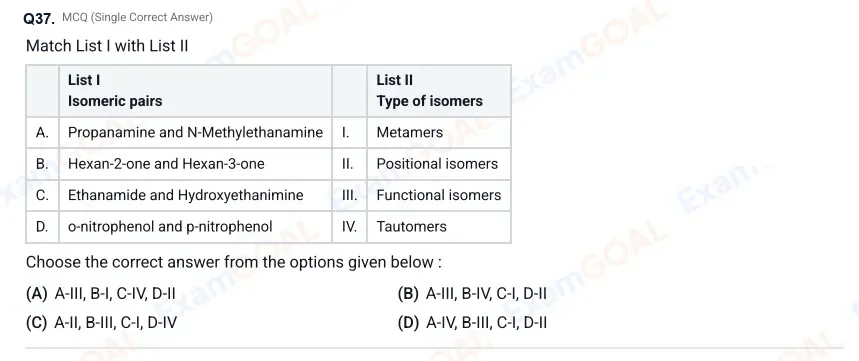 Q37. MCQ (Single Correct Answer)
Match List I with List II
List I
Isomeric pairs
List II
Type of isomers
A. Propanamine and N-Methylethanamine I. Metamers
B. Hexan-2-one and Hexan-3-one II. Positional isomers
C. Ethanamide and Hydroxyethanimine III. Functional isomers
D. o-nitrophenol and p-nitrophenol IV. Tautomers
Choose the correct answer from the options given below :
(A) A-III, B-I, C-IV, D-II (B) A-III, B-IV, C-I, D-II
(C) A-II, B-III, C-I, D-IV (D) A-IV, B-III, C-I, D-II
ExamGOAL